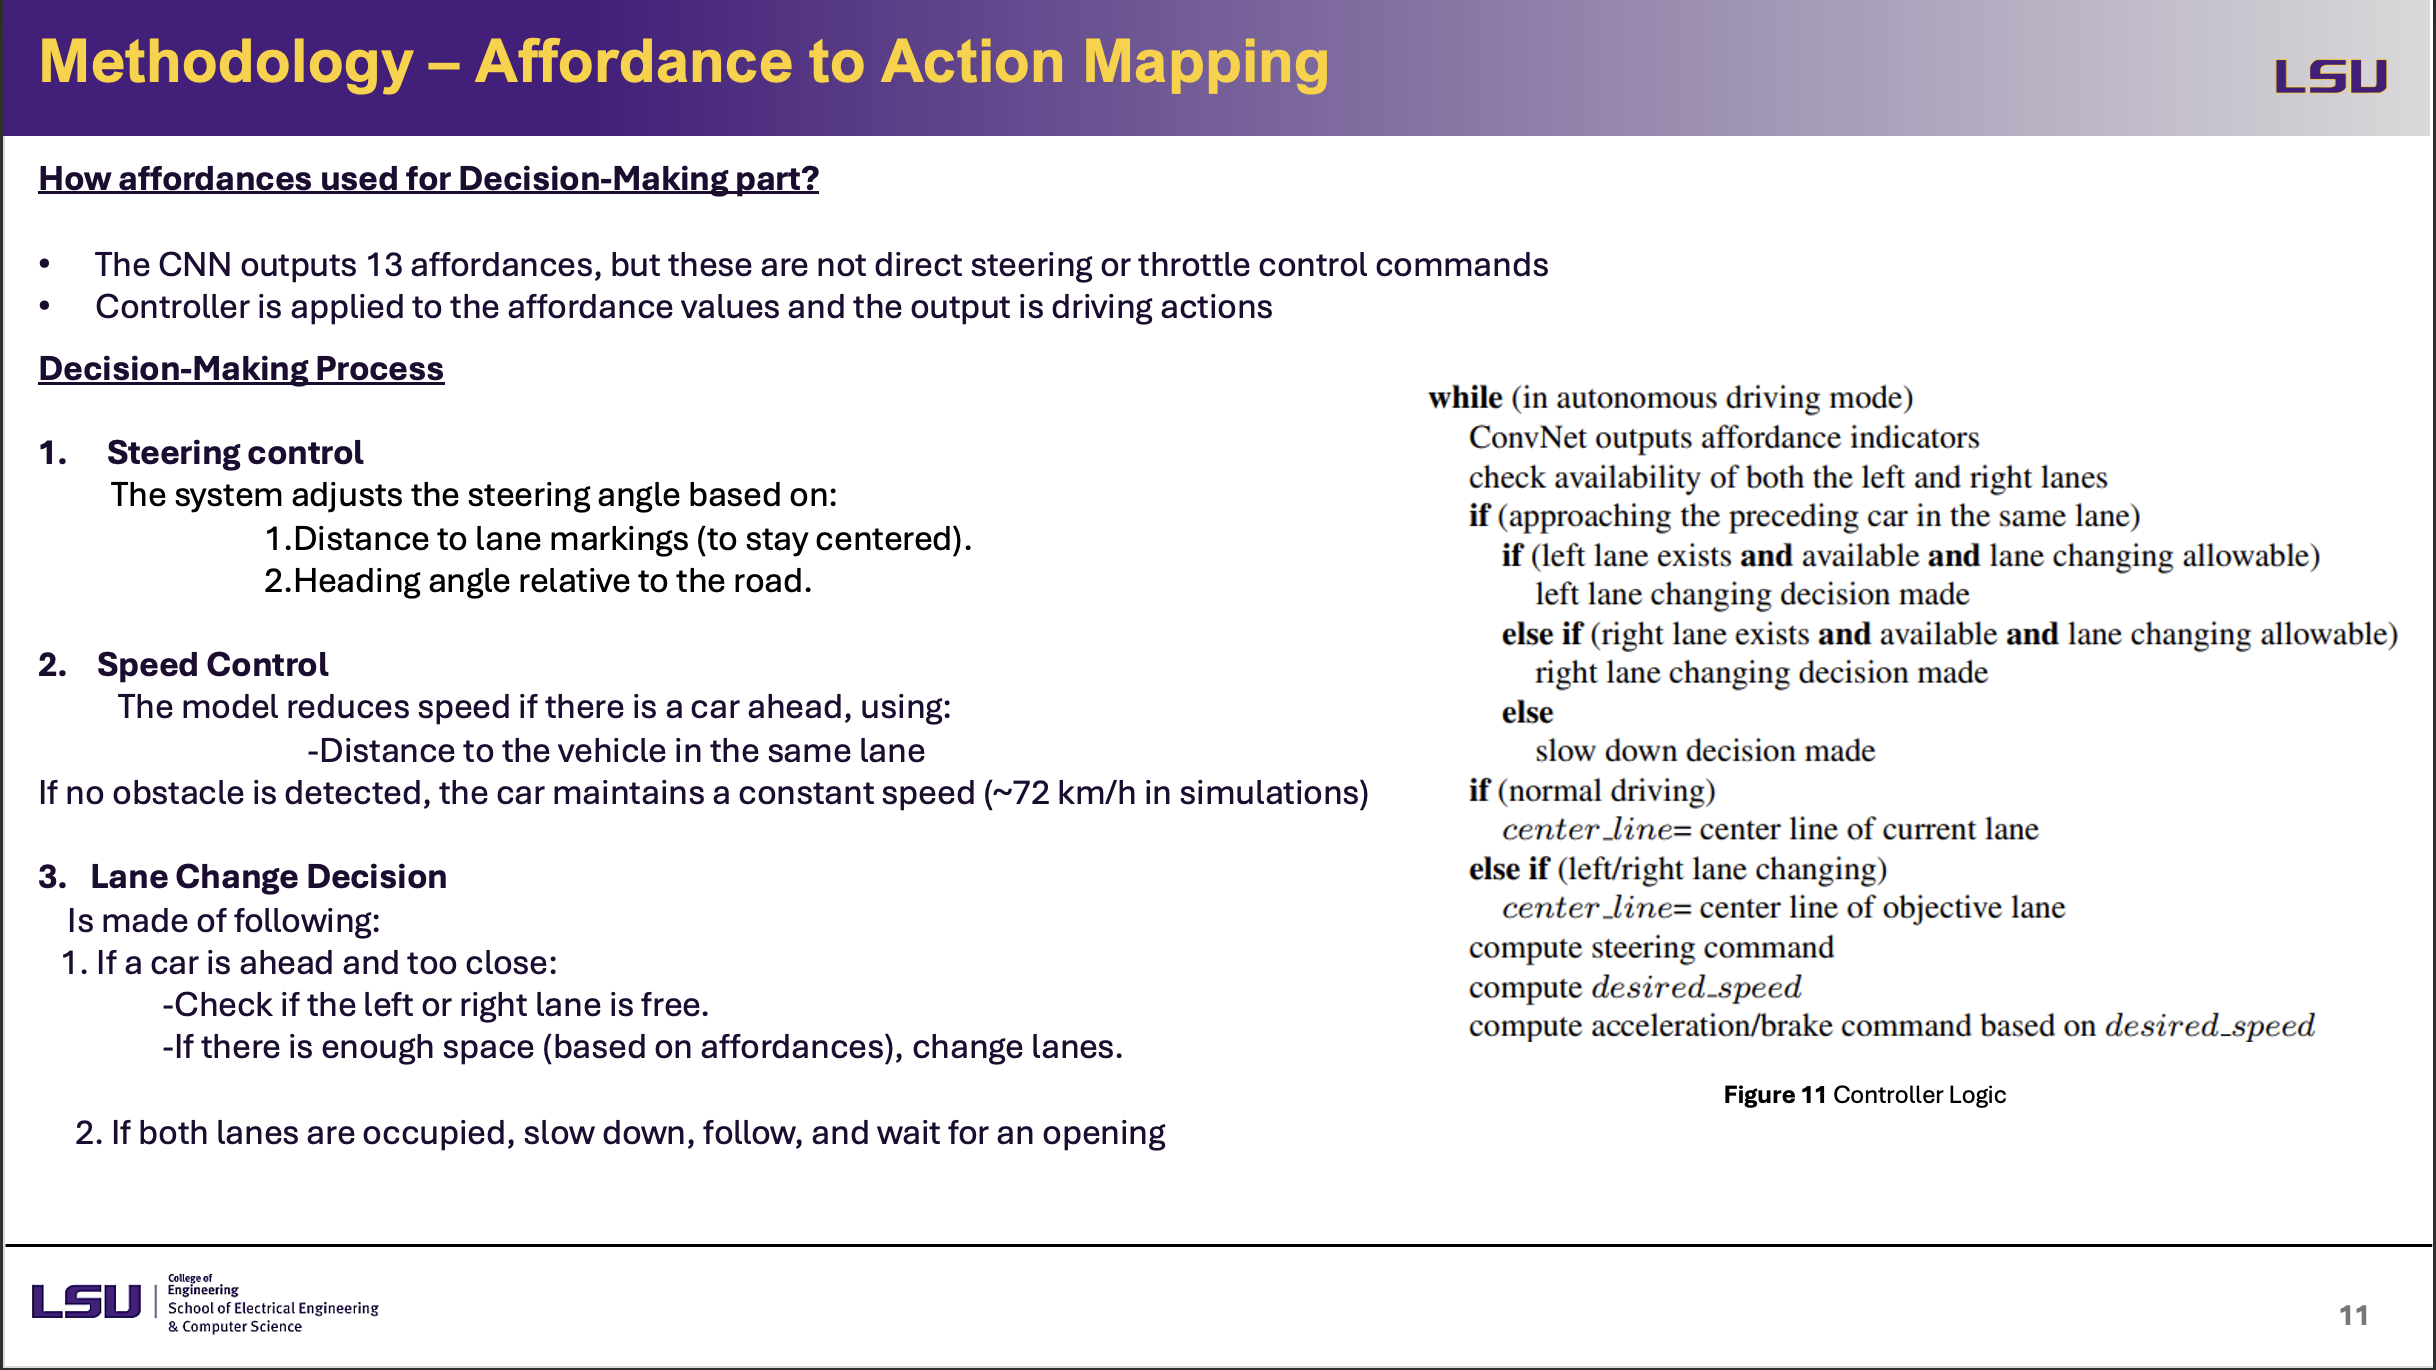 Methodology – Affordance to Action Mapping
LSU
How affordances used for Decision-Making part?
• The CNN outputs 13 affordances, but these are not direct steering or throttle control commands
• Controller is applied to the affordance values and the output is driving actions
Decision-Making Process
1. Steering control
The system adjusts the steering angle based on:
1.Distance to lane markings (to stay centered).
2.Heading angle relative to the road.
2. Speed Control
The model reduces speed if there is a car ahead, using:
-Distance to the vehicle in the same lane
If no obstacle is detected, the car maintains a constant speed (~72 km/h in simulations)
3. Lane Change Decision
Is made of following:
1. If a car is ahead and too close:
-Check if the left or right lane is free.
-If there is enough space (based on affordances), change lanes.
2. If both lanes are occupied, slow down, follow, and wait for an opening
while (in autonomous driving mode)
ConvNet outputs affordance indicators
check availability of both the left and right lanes
if (approaching the preceding car in the same lane)
if (left lane exists and available and lane changing allowable)
left lane changing decision made
else if (right lane exists and available and lane changing allowable)
right lane changing decision made
else
slow down decision made
if (normal driving)
center_line= center line of current lane
else if (left/right lane changing)
center_line= center line of objective lane
compute steering command
compute desired_speed
compute acceleration/brake command based on desired_speed
Figure 11 Controller Logic
LSU
College of
Engineering
School of Electrical Engineering
& Computer Science
11